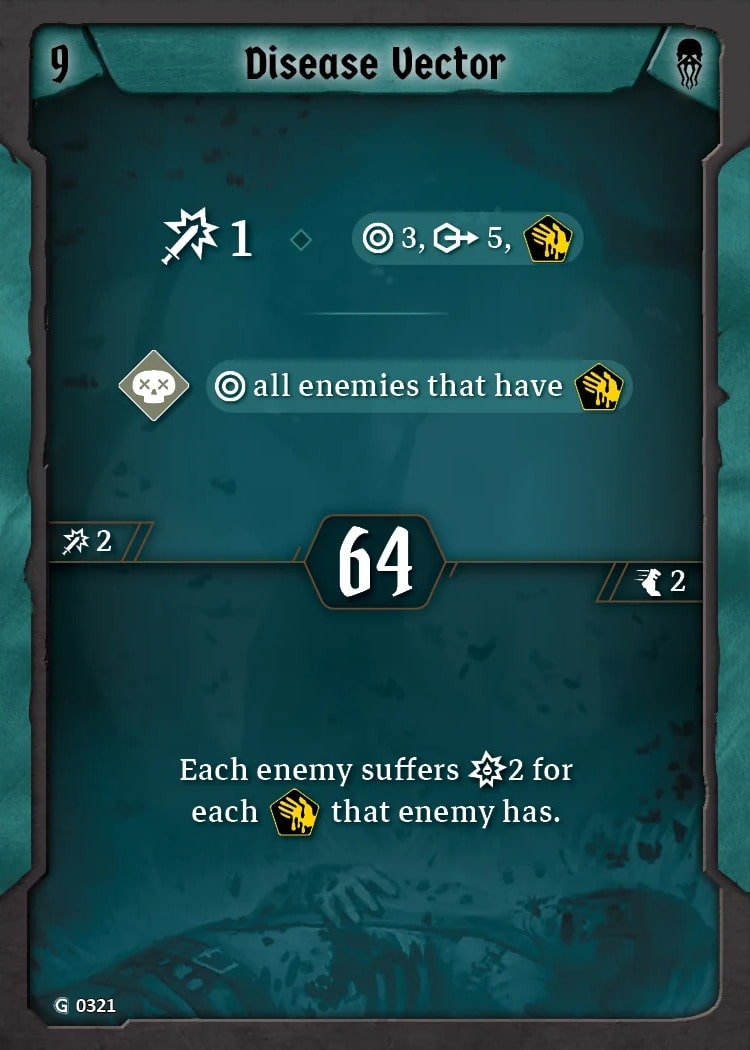 9 Disease Vector
1 3, 5,
all enemies that have
2
64
2
Each enemy suffers 2 for
each that enemy has.
G 0321